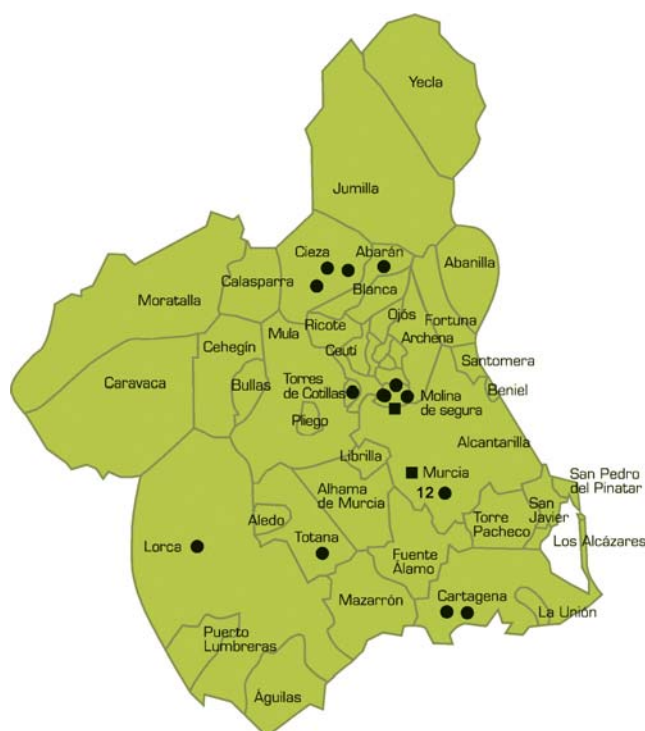 Yecla
Jumilla
Cieza
Abarán
Abanilla
Calasparra
Blanca
Moratalla
Ojós
Fortuna
Ricote
Mula
Archena
Cehegín
Ceutí
Santomera
Caravaca
Bullas
Torres
de Cotillas
Molina
de segura
Beniel
Pliego
Alcantarilla
Librilla
Murcia
San Pedro
del Pinatar
12
Alhama
de Murcia
San
Javier
Aledo
Torre
Pacheco
Totana
Lorca
Los Alcázares
Fuente
Álamo
Mazarrón
Cartagena
La Unión
Puerto
Lumbreras
Águilas